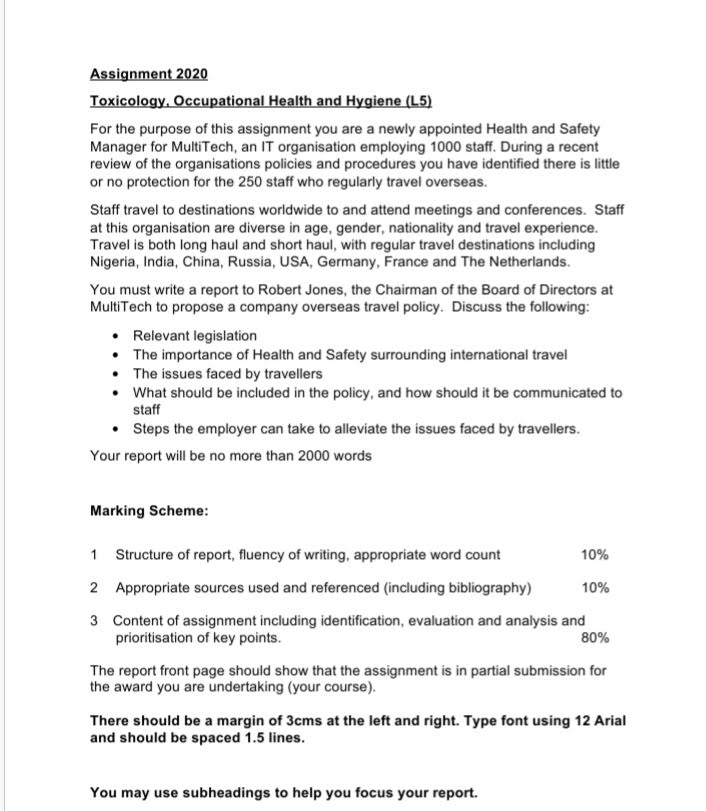 Assignment 2020
Toxicology, Occupational Health and Hygiene (L5)
For the purpose of this assignment you are a newly appointed Health and Safety
Manager for MultiTech, an IT organisation employing 1000 staff. During a recent
review of the organisations policies and procedures you have identified there is little
or no protection for the 250 staff who regularly travel overseas.
Staff travel to destinations worldwide to and attend meetings and conferences. Staff
at this organisation are diverse in age, gender, nationality and travel experience.
Travel is both long haul and short haul, with regular travel destinations including
Nigeria, India, China, Russia, USA, Germany, France and The Netherlands.
You must write a report to Robert Jones, the Chairman of the Board of Directors at
MultiTech to propose a company overseas travel policy. Discuss the following:
• Relevant legislation
• The importance of Health and Safety surrounding international travel
• The issues faced by travellers
• What should be included in the policy, and how should it be communicated to
staff
• Steps the employer can take to alleviate the issues faced by travellers.
Your report will be no more than 2000 words
Marking Scheme:
1 Structure of report, fluency of writing, appropriate word count 10%
2 Appropriate sources used and referenced (including bibliography) 10%
3 Content of assignment including identification, evaluation and analysis and
prioritisation of key points. 80%
The report front page should show that the assignment is in partial submission for
the award you are undertaking (your course).
There should be a margin of 3cms at the left and right. Type font using 12 Arial
and should be spaced 1.5 lines.
You may use subheadings to help you focus your report.